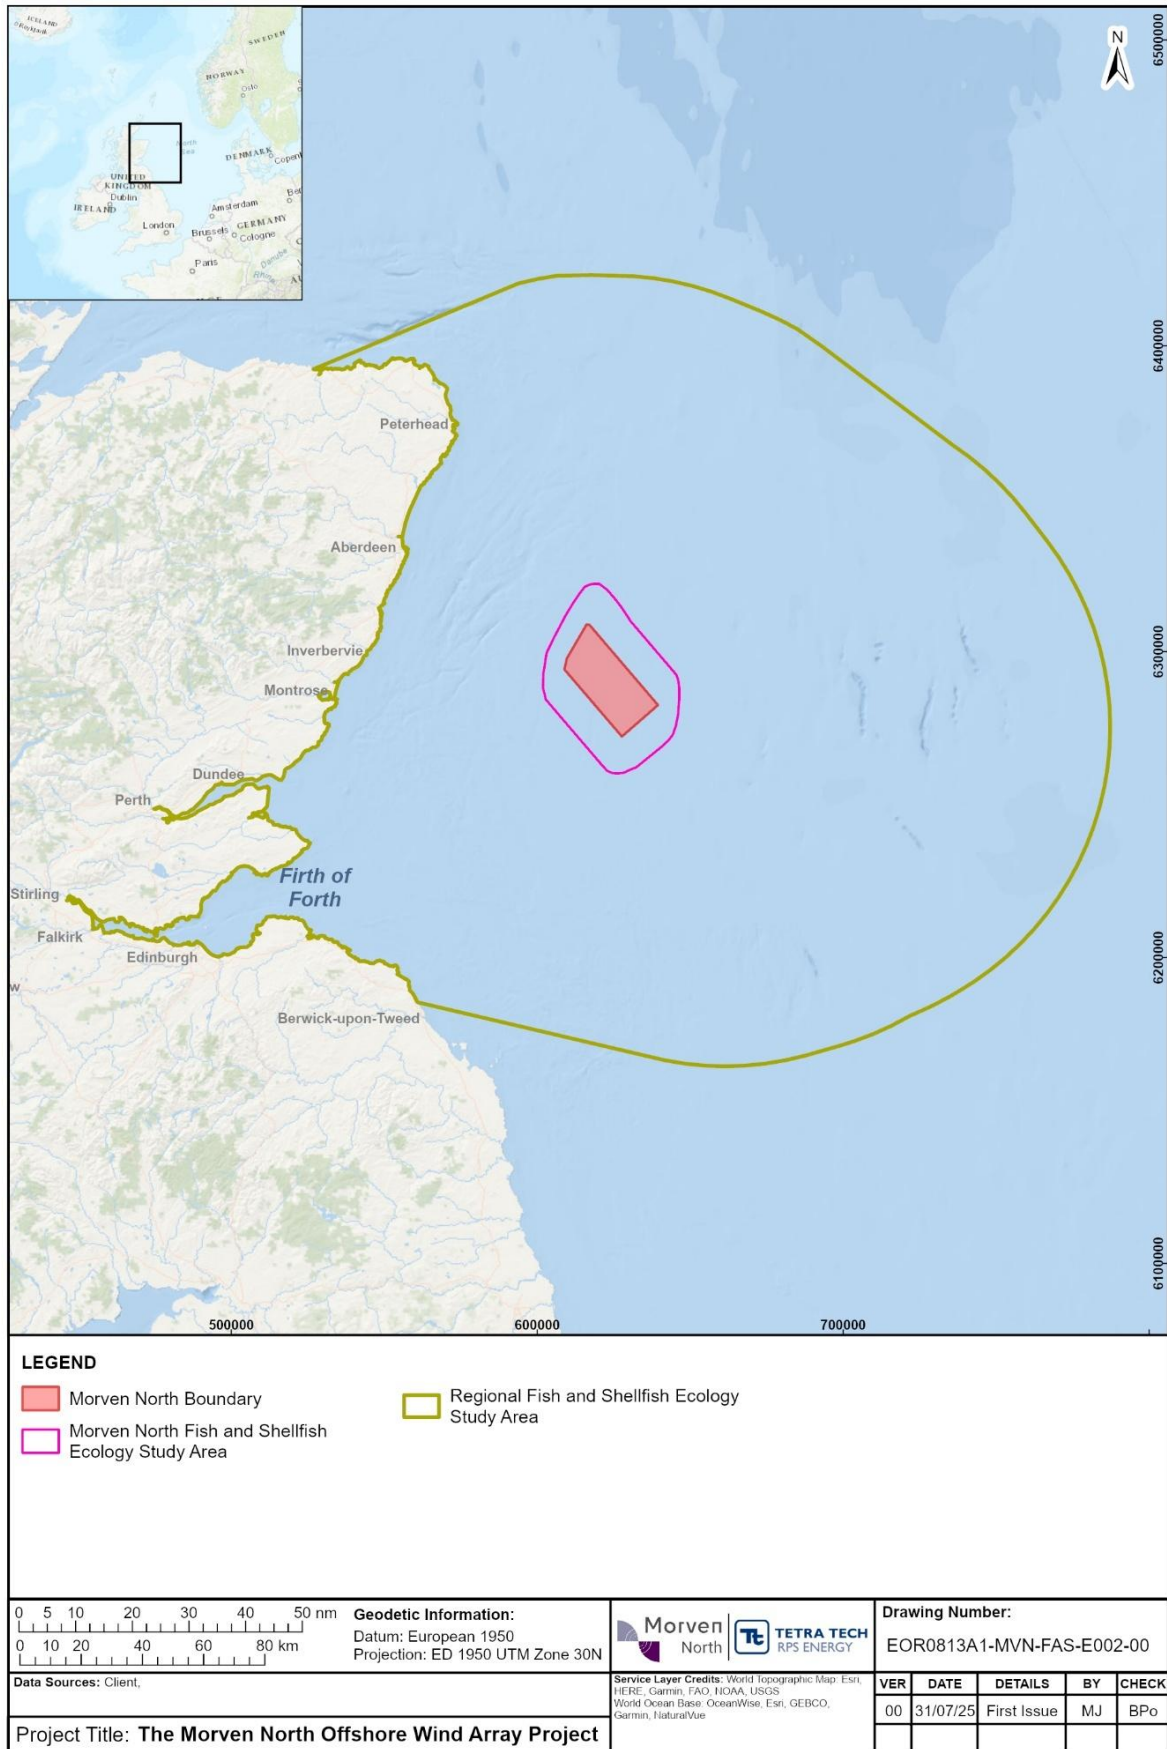 ICELAND
Reykjavik
SWEDEN
NORWAY
Oslo
North
Sea
DENMARK
Copenh
UNITED
KINGDOM
Dublin
IRELAND
Amsterdam
Ber
London
GERMANY
Brussels
Cologne
Paris
Danube
Rhine
N
6500000
6400000
6300000
6200000
6100000
Peterhead
Aberdeen
Inverbervie
Montrose
Dundee
Perth
Firth of
Forth
Stirling
Falkirk
Edinburgh
w
Berwick-upon-Tweed
500000
600000
700000
LEGEND
Morven North Boundary
Morven North Fish and Shellfish
Ecology Study Area
Regional Fish and Shellfish Ecology
Study Area
0 5 10 20 30 40 50 nm
0 10 20 40 60 80 km
Geodetic Information:
Datum: European 1950
Projection: ED 1950 UTM Zone 30N
Morven
North
Tt
TETRA TECH
RPS ENERGY
Drawing Number:
EOR0813A1-MVN-FAS-E002-00
Data Sources: Client,
Service Layer Credits: World Topographic Map: Esri,
HERE, Garmin, FAO, NOAA, USGS
World Ocean Base: OceanWise, Esri, GEBCO,
Garmin, NaturalVue
VER DATE DETAILS BY CHECK
00 31/07/25 First Issue MJ BPo
Project Title: The Morven North Offshore Wind Array Project